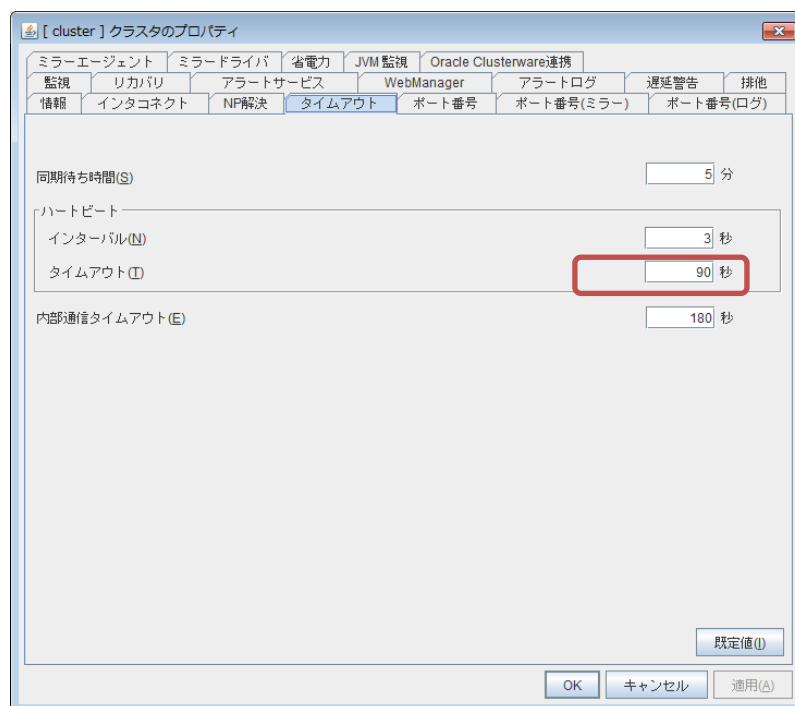 [ cluster ] クラスタのプロパティ
ミラーエージェント ミラードライバ 省電力 JVM監視 Oracle Clusterware連携
監視 リカバリ アラートサービス WebManager アラートログ 遅延警告 排他
情報 インタコネクト NP解決 タイムアウト ポート番号 ポート番号(ミラー) ポート番号(ログ)
同期待ち時間(S) 5 分
ハートビート
インターバル(N) 3 秒
タイムアウト(T) 90 秒
内部通信タイムアウト(E) 180 秒
既定値(I)
OK キャンセル 適用(A)